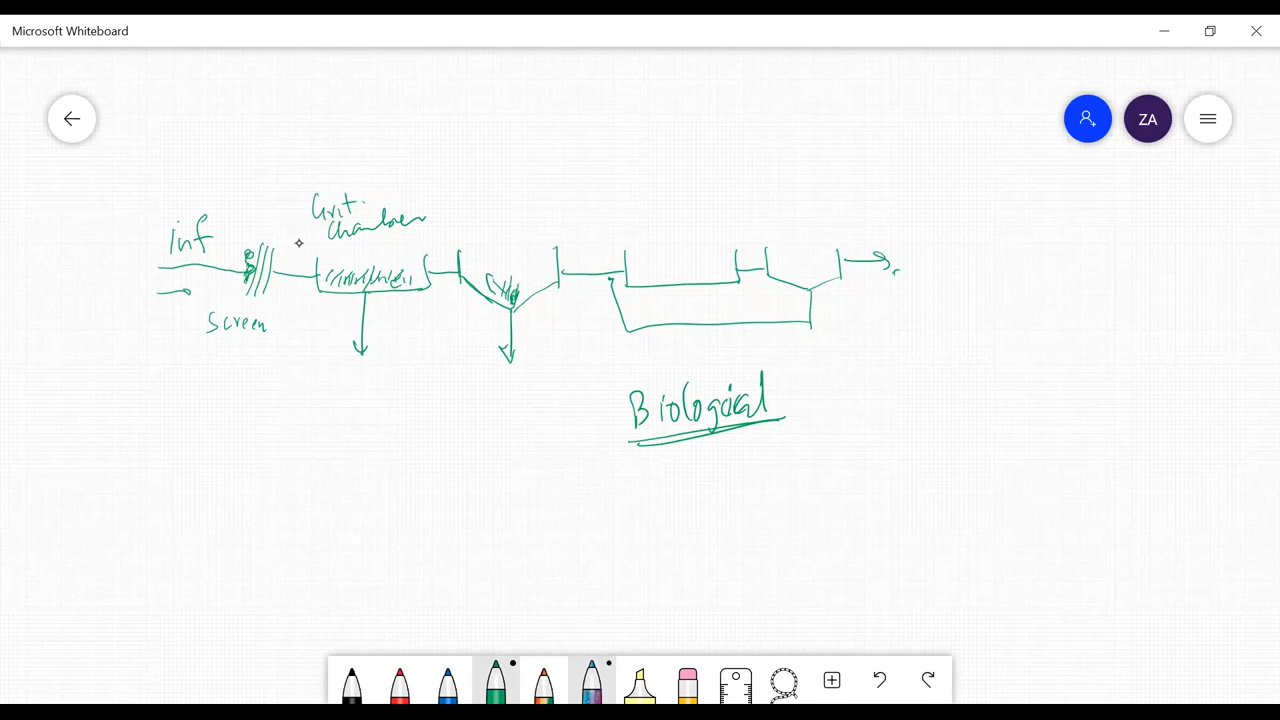 Microsoft Whiteboard
ZA
Grit
chamber
inf
Screen
Biological